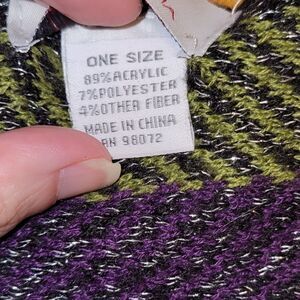 ONE SIZE
89% ACRYLIC
7% POLYESTER
4% OTHER FIBER
MADE IN CHINA
RN 98072